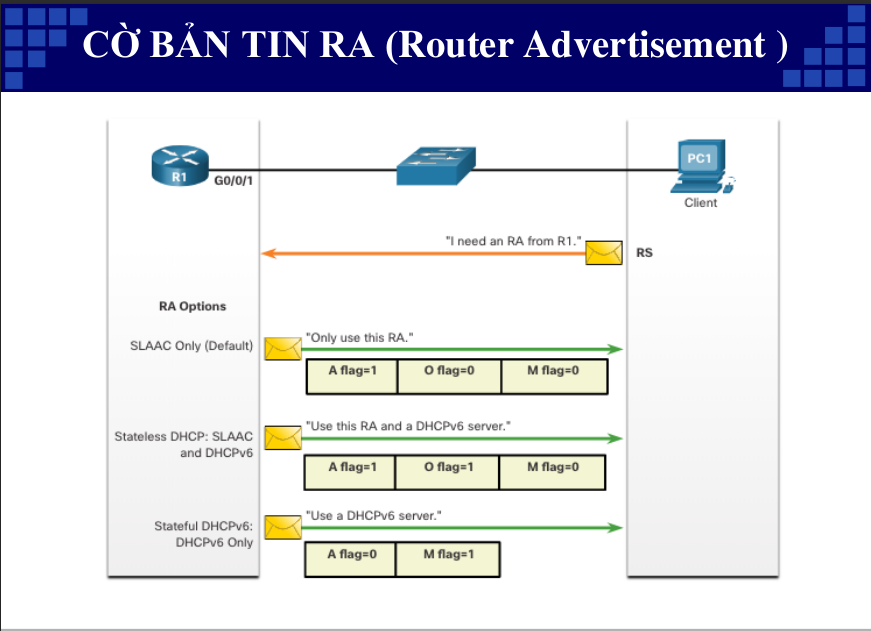 CỜ BẢN TIN RA (Router Advertisement )
R1
G0/0/1
PC1
Client
"I need an RA from R1."
RS
RA Options
SLAAC Only (Default)
"Only use this RA."
A flag=1 O flag=0 M flag=0
Stateless DHCP: SLAAC
and DHCPv6
"Use this RA and a DHCPv6 server."
A flag=1 O flag=1 M flag=0
Stateful DHCPv6:
DHCPv6 Only
"Use a DHCPv6 server."
A flag=0 M flag=1